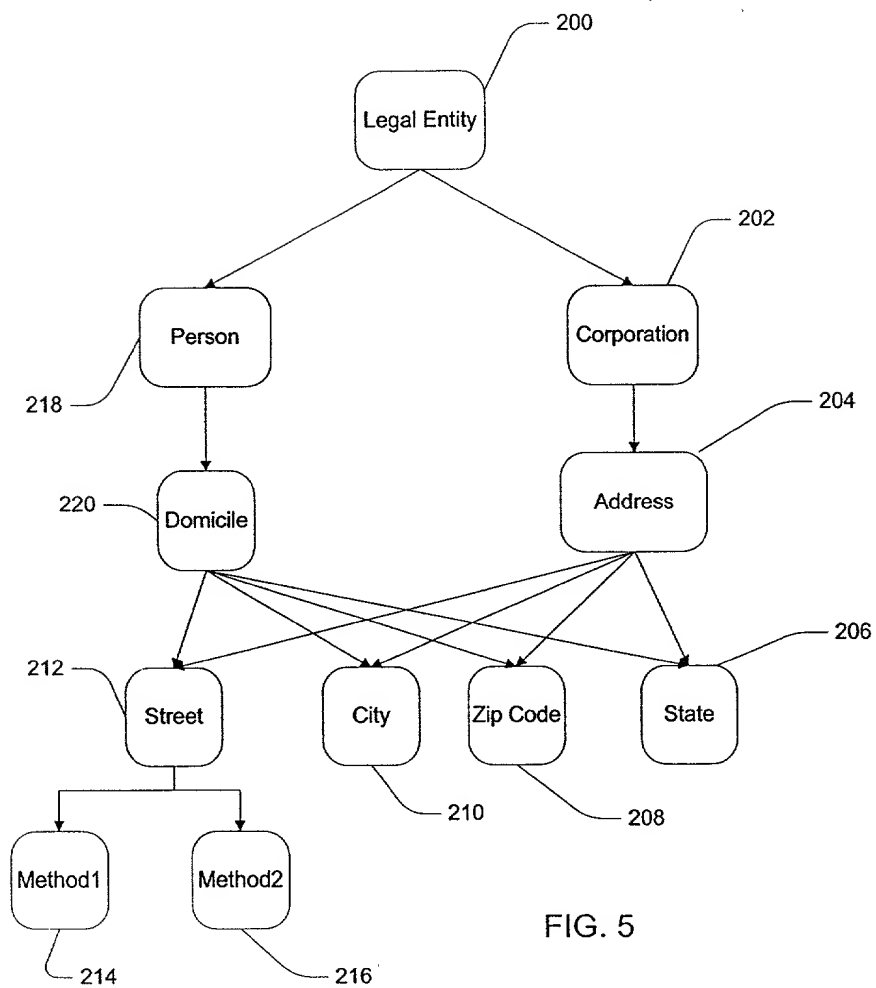 200
Legal Entity
202
Person
Corporation
218
204
220
Domicile
Address
206
212
Street
City
Zip Code
State
210
208
Method1
Method2
FIG. 5
214
216